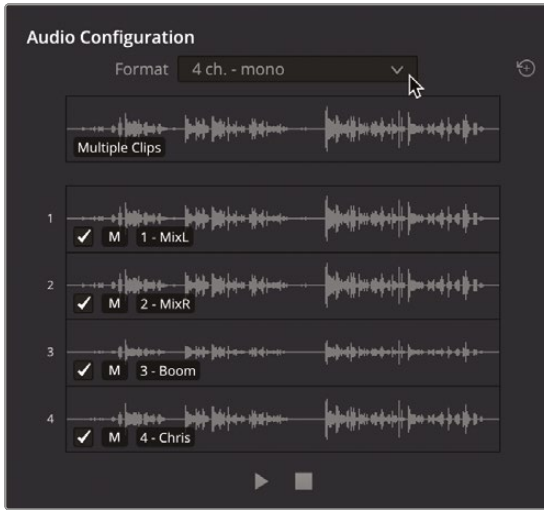 Audio Configuration
Format 4 ch. - mono
Multiple Clips
1
M 1 - MixL
2
M 2 - MixR
3
M 3 - Boom
4
M 4 - Chris